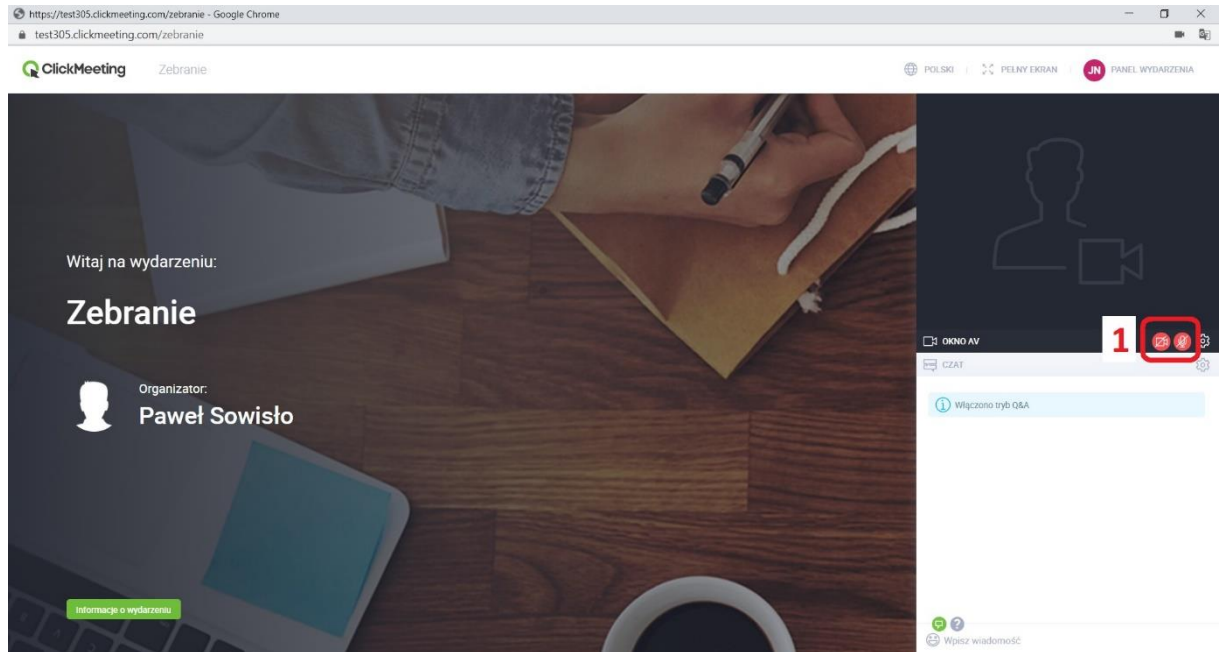 https://test305.clickmeeting.com/zebranie - Google Chrome
test305.clickmeeting.com/zebranie
ClickMeeting Zebranie POLSKI PEŁNY EKRAN JN PANEL WYDARZENIA
Witaj na wydarzeniu:
Zebranie
Organizator:
Paweł Sowisło
Informacje o wydarzeniu
OKNO AV 1
CZAT
Włączono tryb Q&A
Wpisz wiadomość